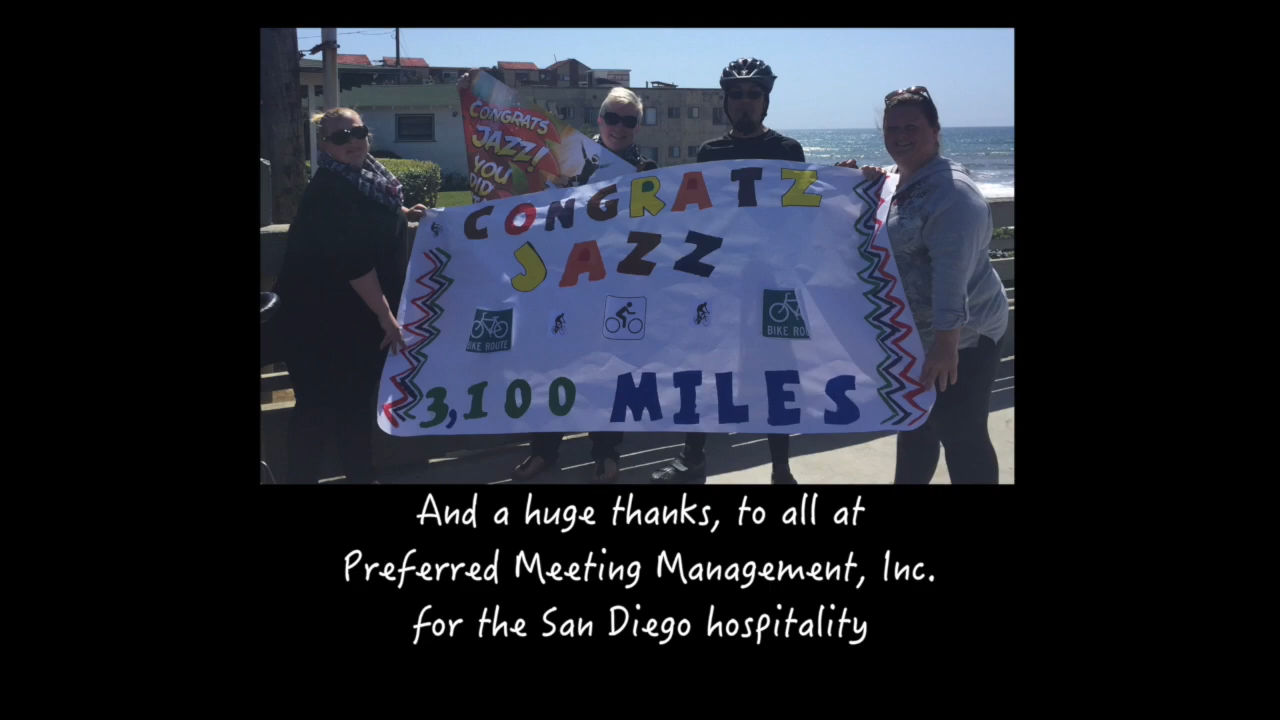 CONGRATS
JAZZ!
YOU
DID
CONGRATZ
JAZZ
BIKE ROUTE
BIKE RO
3,100 MILES
And a huge thanks, to all at
Preferred Meeting Management, Inc.
for the San Diego hospitality